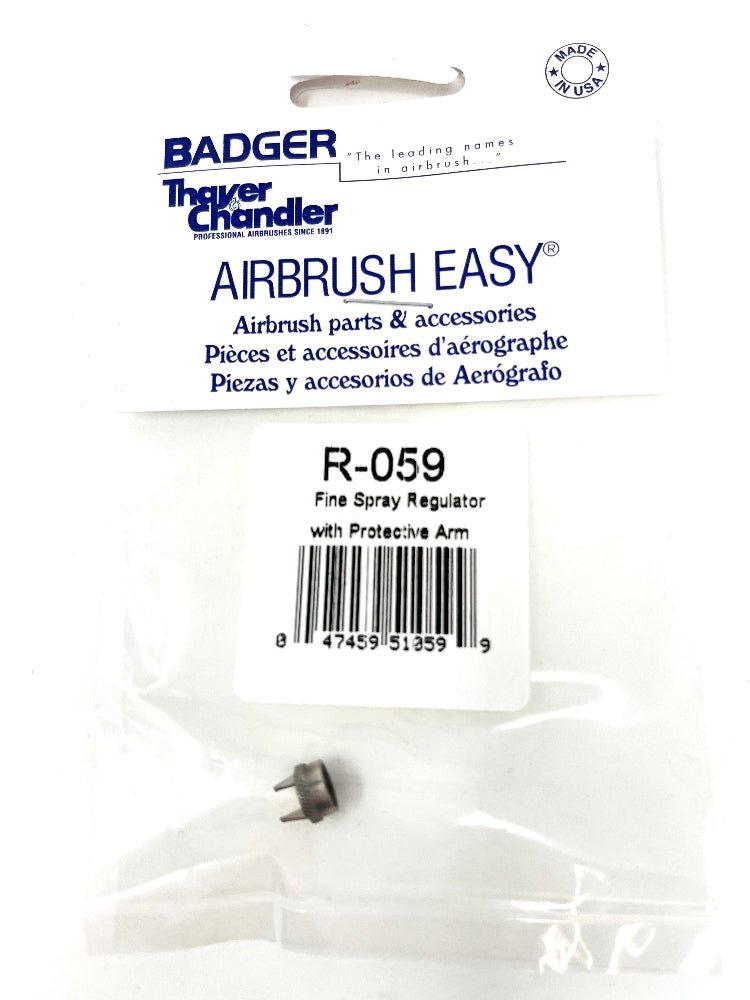 MADE
IN USA
BADGER
"The leading names
in airbrush..."
Thayer
& Chandler
PROFESSIONAL AIRBRUSHES SINCE 1891
AIRBRUSH EASY®
Airbrush parts & accessories
Pièces et accessoires d'aérographe
Piezas y accesorios de Aerógrafo
R-059
Fine Spray Regulator
with Protective Arm
0 47459 51059 9